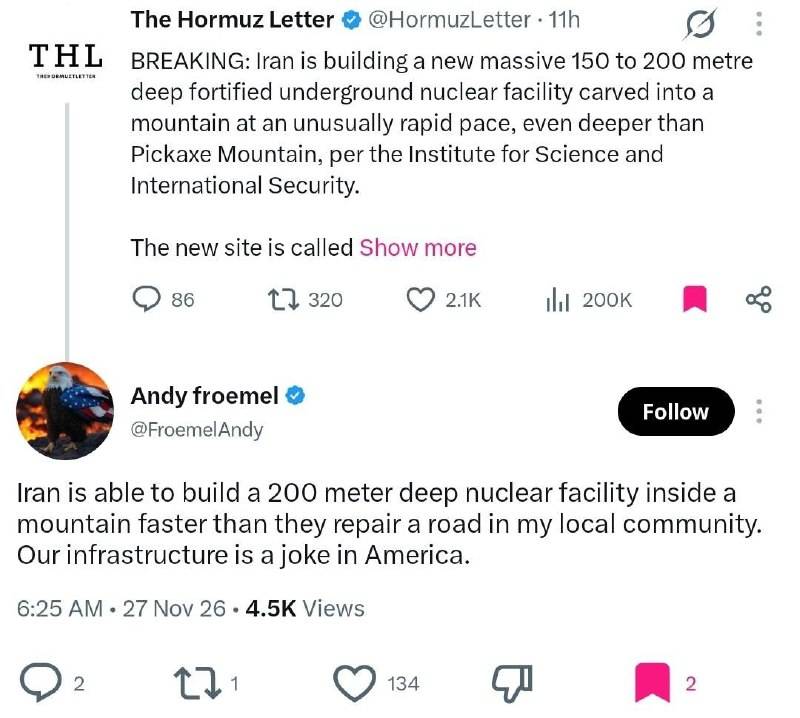 The Hormuz Letter @HormuzLetter · 11h
THL
THE HORMUZ LETTER
BREAKING: Iran is building a new massive 150 to 200 metre
deep fortified underground nuclear facility carved into a
mountain at an unusually rapid pace, even deeper than
Pickaxe Mountain, per the Institute for Science and
International Security.
The new site is called Show more
86 320 2.1K 200K
Andy froemel
@FroemelAndy
Follow
Iran is able to build a 200 meter deep nuclear facility inside a
mountain faster than they repair a road in my local community.
Our infrastructure is a joke in America.
6:25 AM • 27 Nov 26 • 4.5K Views
2 1 134 2